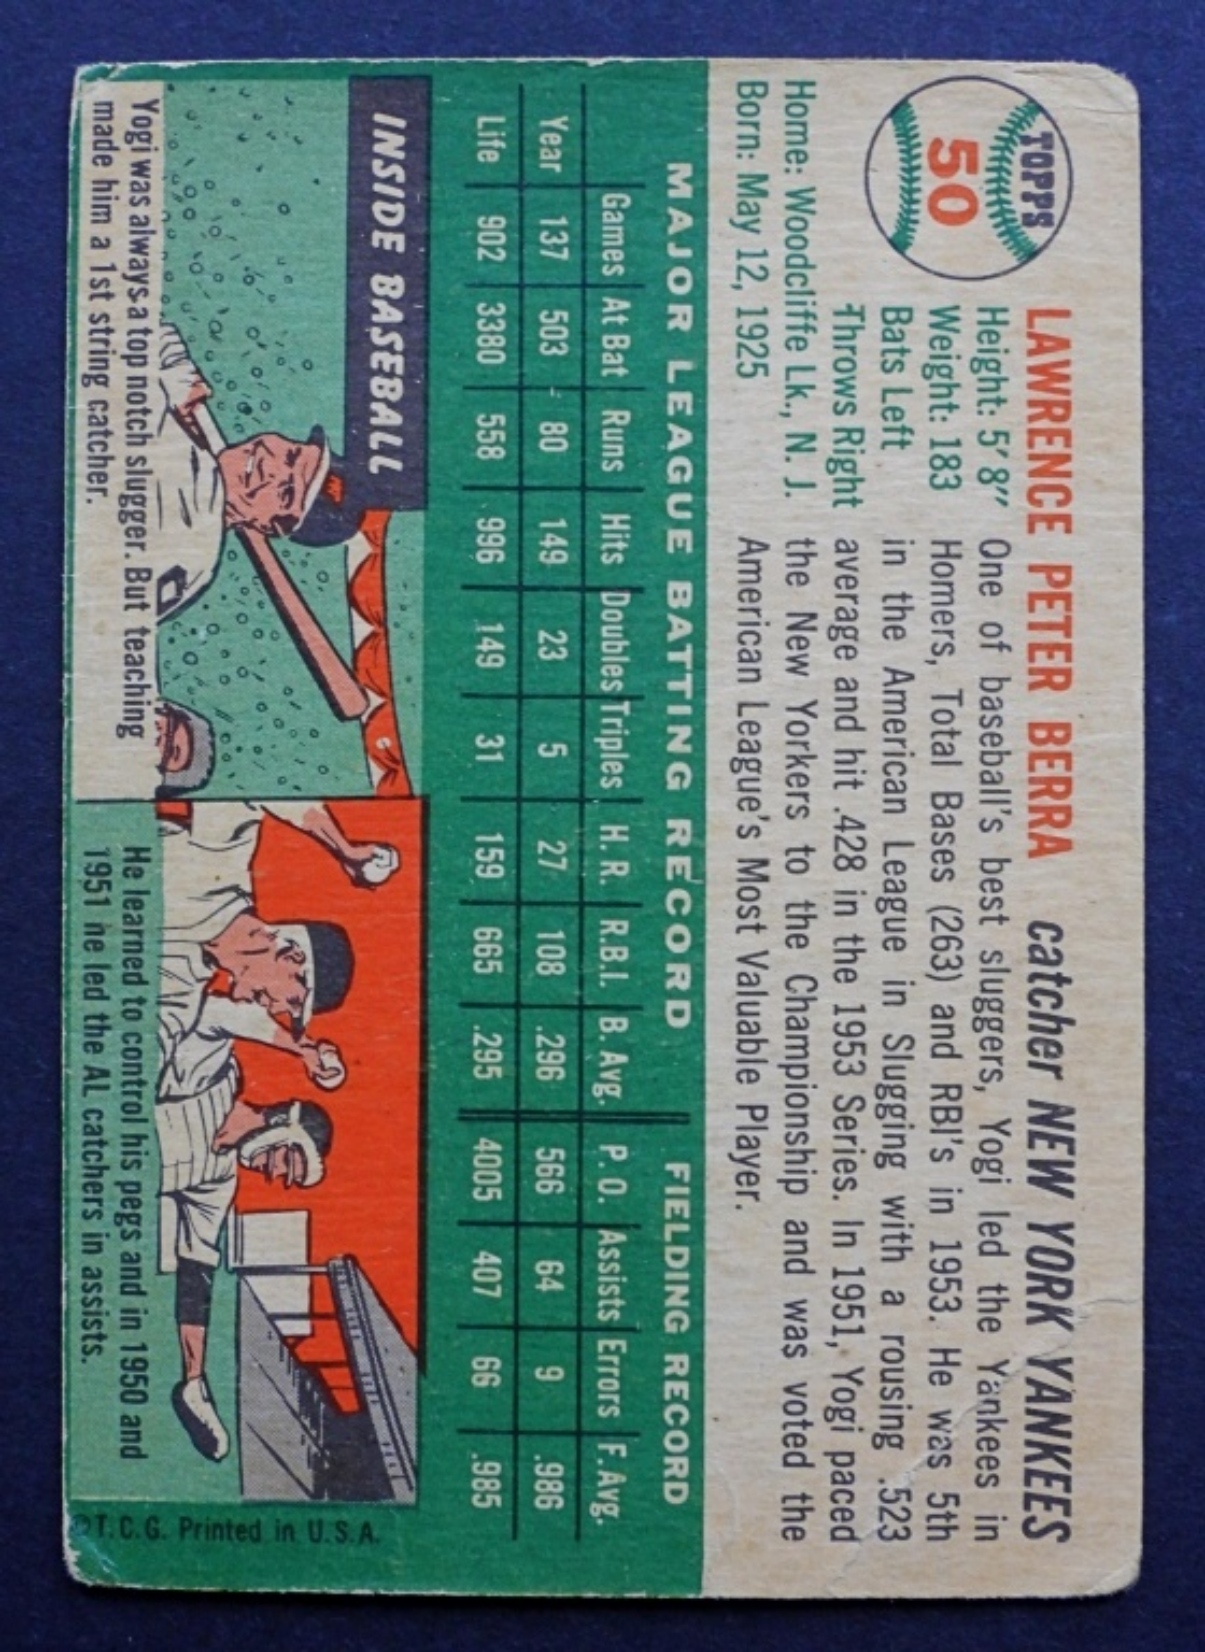 TOPPS
50
LAWRENCE PETER BERRA catcher NEW YORK YANKEES
Height: 5' 8"
Weight: 183
Bats Left
Throws Right
Home: Woodcliffe Lk., N. J.
Born: May 12, 1925
One of baseball's best sluggers, Yogi led the Yankees in
Homers, Total Bases (263) and RBI's in 1953. He was 5th
in the American League in Slugging with a rousing .523
average and hit .428 in the 1953 Series. In 1951, Yogi paced
the New Yorkers to the Championship and was voted the
American League's Most Valuable Player.
MAJOR LEAGUE BATTING RECORD FIELDING RECORD
Games At Bat Runs Hits Doubles Triples H. R. R.B.I. B. Avg. P. O. Assists Errors F. Avg.
Year 137 503 80 149 23 5 27 108 .296 566 64 9 .986
Life 902 3380 558 996 149 31 159 665 .295 4005 407 66 .985
INSIDE BASEBALL
Yogi was always a top notch slugger. But teaching
made him a 1st string catcher.
He learned to control his pegs and in 1950 and
1951 he led the AL catchers in assists.
©T.C.G. Printed in U.S.A.